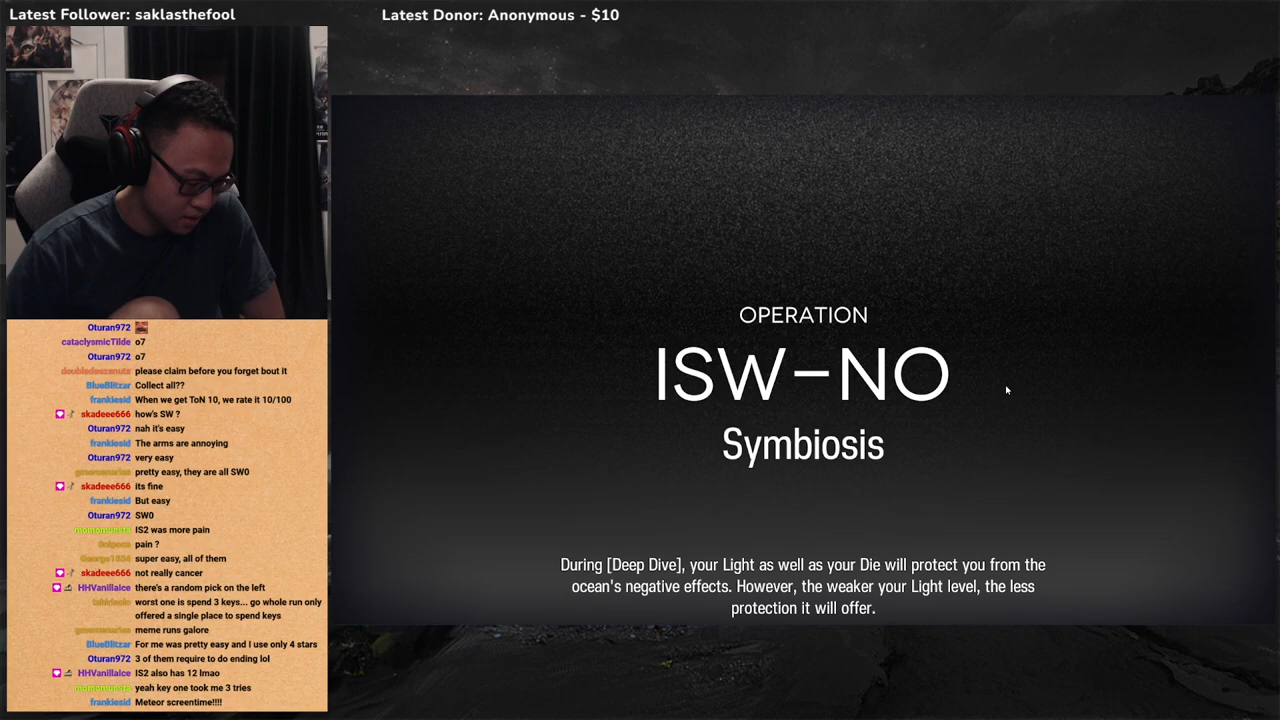 Latest Follower: saklasthefool
Latest Donor: Anonymous - $10
OPERATION
ISW-NO
Symbiosis
During [Deep Dive], your Light as well as your Die will protect you from the
ocean's negative effects. However, the weaker your Light level, the less
protection it will offer.
Oturan972
cataclysmicTilde o7
Oturan972 o7
doubledeezenuts please claim before you forget bout it
BlueBlitzar Collect all??
frankiesid When we get ToN 10, we rate it 10/100
skadeee666 how's SW ?
Oturan972 nah it's easy
frankiesid The arms are annoying
Oturan972 very easy
pretty easy, they are all SW0
skadeee666 its fine
frankiesid But easy
Oturan972 SW0
momomunsta IS2 was more pain
pain ?
super easy, all of them
skadeee666 not really cancer
HHVanillaIce there's a random pick on the left
worst one is spend 3 keys... go whole run only
offered a single place to spend keys
meme runs galore
BlueBlitzar For me was pretty easy and I use only 4 stars
Oturan972 3 of them require to do ending lol
HHVanillaIce IS2 also has 12 lmao
momomunsta yeah key one took me 3 tries
frankiesid Meteor screentime!!!!